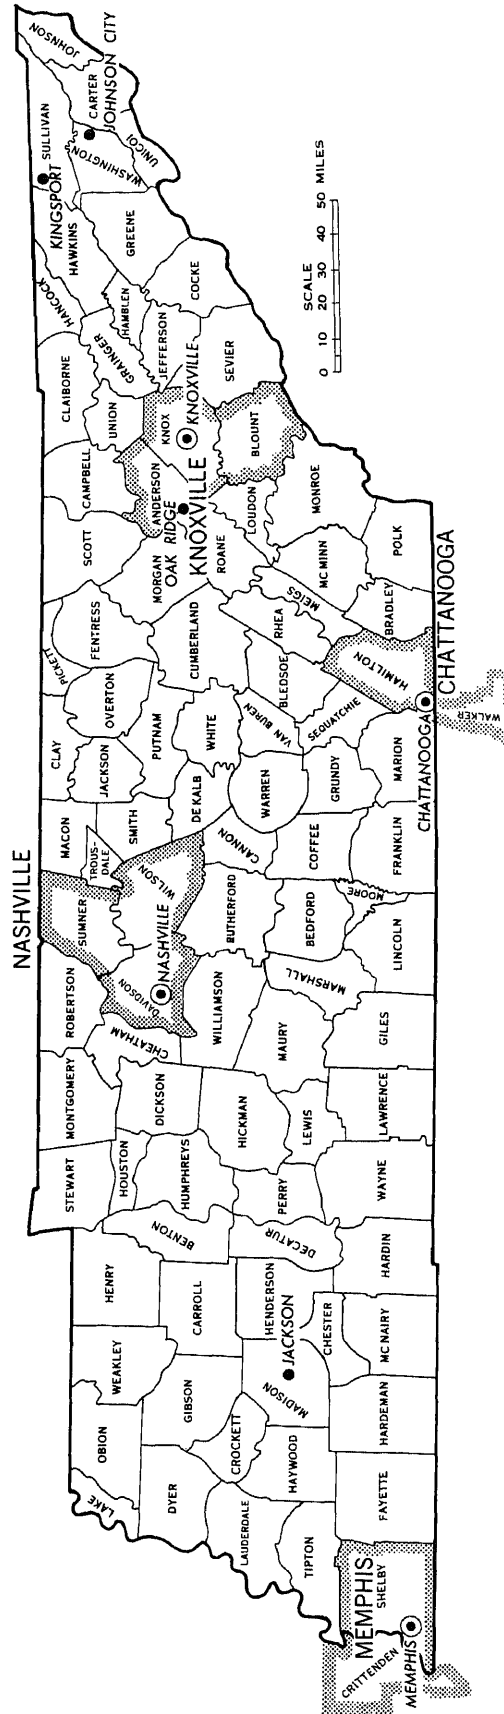 NASHVILLE
KNOXVILLE
CHATTANOOGA
MEMPHIS
LAKE
OBION
WEAKLEY
HENRY
STEWART
MONTGOMERY
ROBERTSON
SUMNER
MACON
TROUS-
DALE
CLAY
PICKETT
SCOTT
CAMPBELL
CLAIBORNE
HANCOCK
HAWKINS
KINGSPORT
SULLIVAN
JOHNSON
CARTER
JOHNSON CITY
WASHINGTON
UNICOI
GREENE
HAMBLEN
GRAINGER
UNION
ANDERSON
OAK RIDGE
MORGAN
FENTRESS
OVERTON
JACKSON
PUTNAM
SMITH
WILSON
DAVIDSON
NASHVILLE
CHEATHAM
DICKSON
HOUSTON
HUMPHREYS
BENTON
CARROLL
GIBSON
DYER
LAUDERDALE
CROCKETT
HAYWOOD
MADISON
JACKSON
HENDERSON
CHESTER
DECATUR
PERRY
HICKMAN
LEWIS
WILLIAMSON
MAURY
RUTHERFORD
MARSHALL
BEDFORD
CANNON
DE KALB
WARREN
COFFEE
WHITE
VAN BUREN
GRUNDY
SEQUATCHIE
BLEDSOE
CUMBERLAND
RHEA
MEIGS
ROANE
LOUDON
KNOX
KNOXVILLE
JEFFERSON
COCKE
SEVIER
BLOUNT
MONROE
MC MINN
POLK
BRADLEY
HAMILTON
CHATTANOOGA
WALKER
MARION
FRANKLIN
MOORE
LINCOLN
GILES
LAWRENCE
WAYNE
HARDIN
MC NAIRY
HARDEMAN
FAYETTE
TIPTON
SHELBY
CRITTENDEN
MEMPHIS
SCALE
0 10 20 30 40 50 MILES